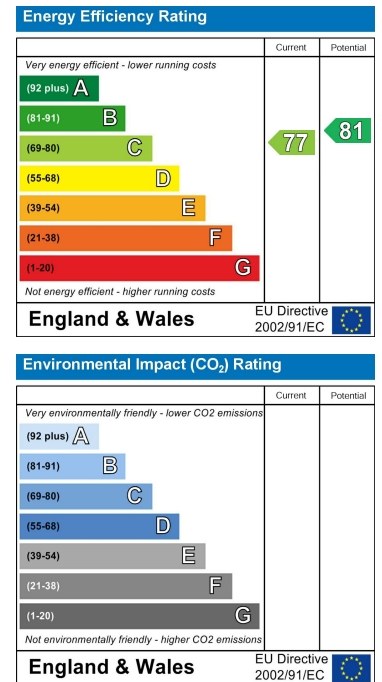 Energy Efficiency Rating
Current Potential
Very energy efficient - lower running costs
(92 plus) A
(81-91) B
(69-80) C
(55-68) D
(39-54) E
(21-38) F
(1-20) G
77
81
Not energy efficient - higher running costs
England & Wales
EU Directive
2002/91/EC
Environmental Impact (CO₂) Rating
Current Potential
Very environmentally friendly - lower CO2 emissions
(92 plus) A
(81-91) B
(69-80) C
(55-68) D
(39-54) E
(21-38) F
(1-20) G
Not environmentally friendly - higher CO2 emissions
England & Wales
EU Directive
2002/91/EC